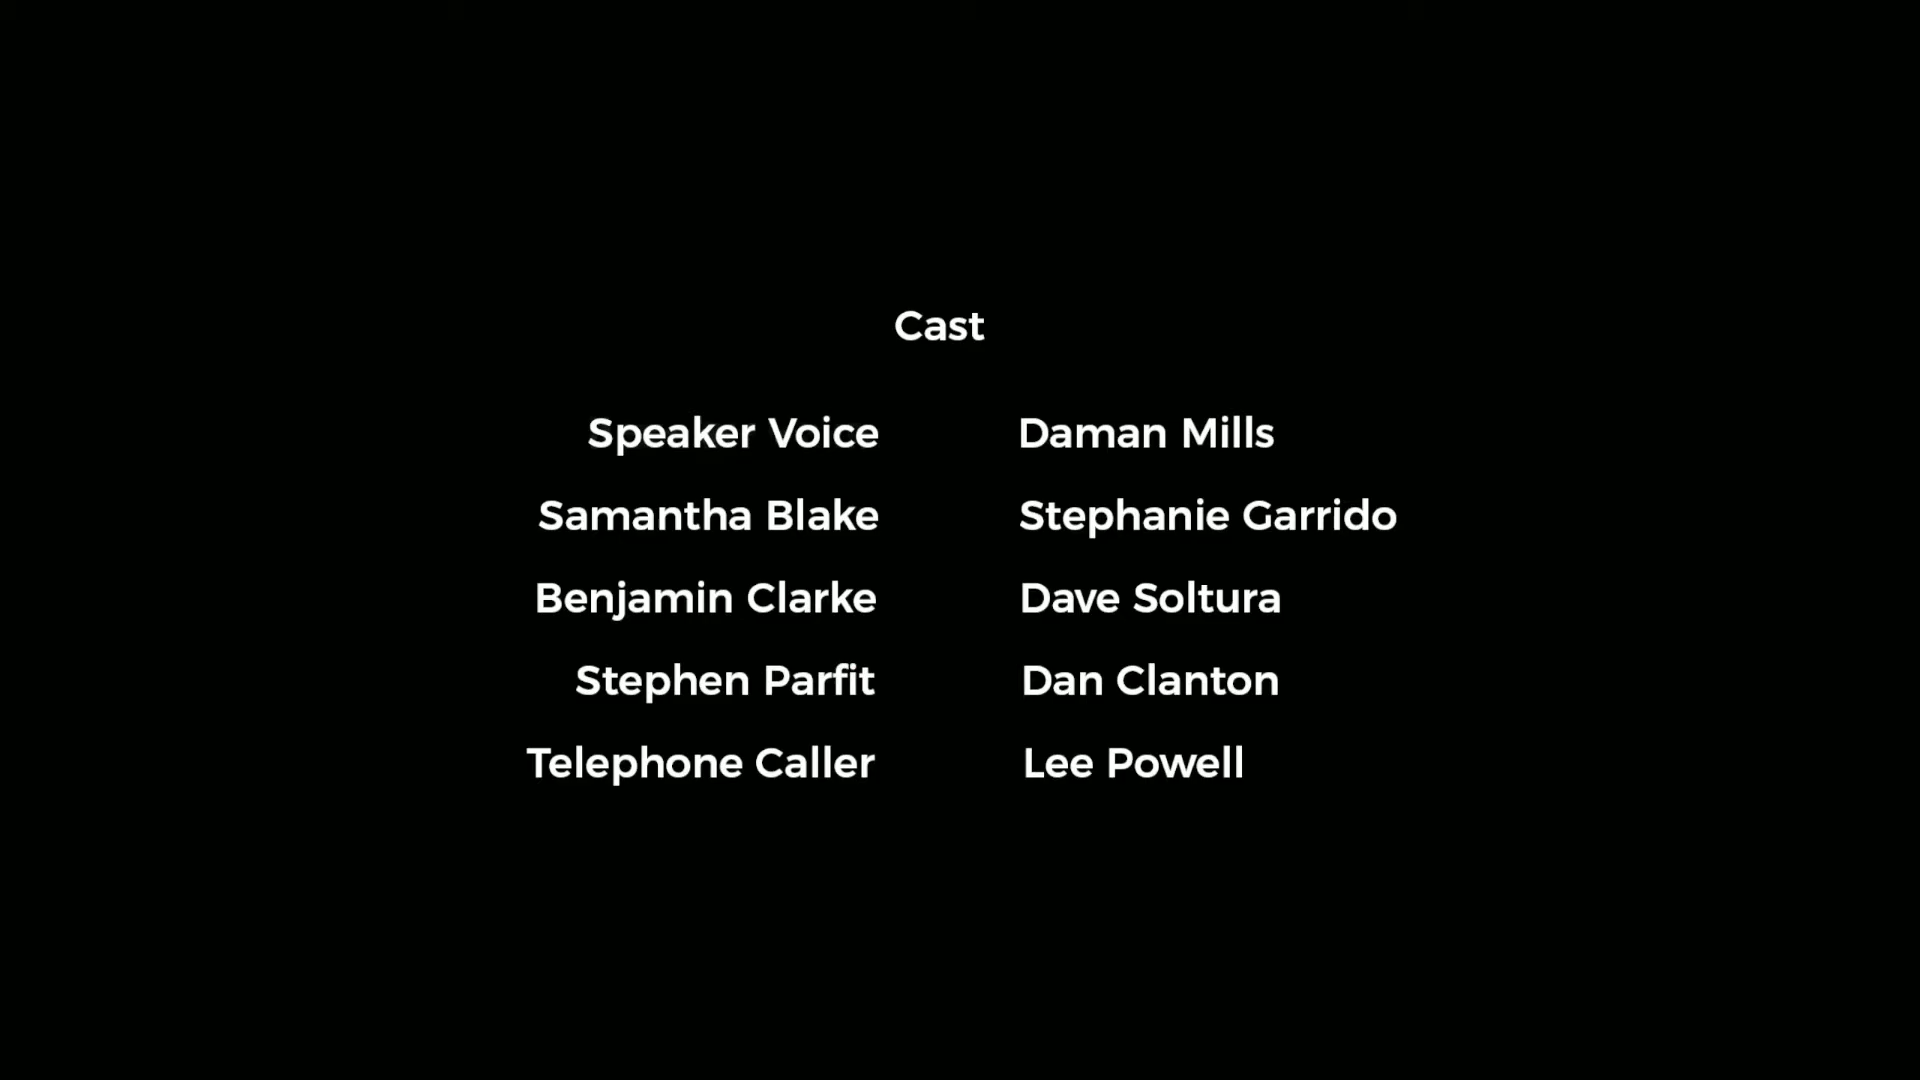 Cast
Speaker Voice Daman Mills
Samantha Blake Stephanie Garrido
Benjamin Clarke Dave Soltura
Stephen Parfit Dan Clanton
Telephone Caller Lee Powell